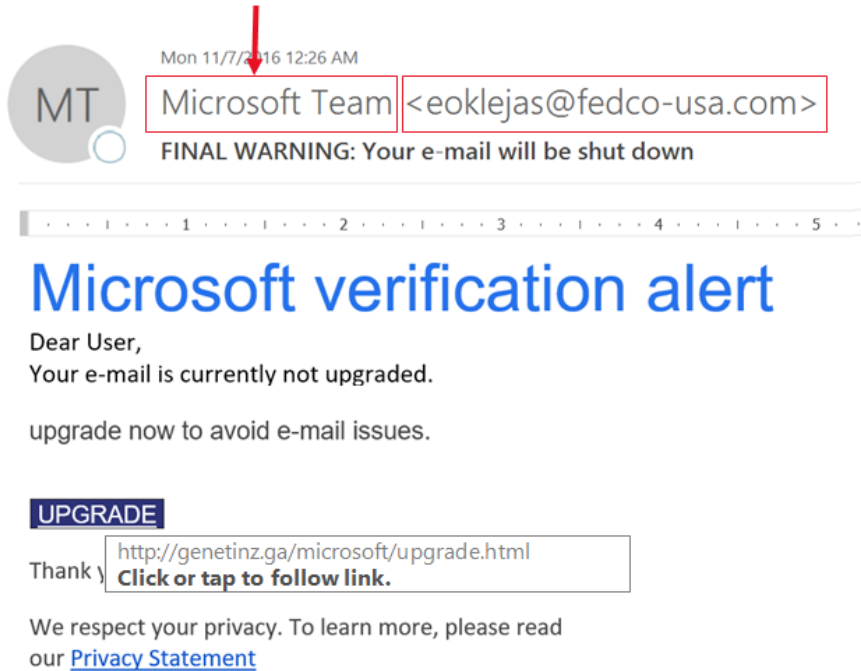 Mon 11/7/2016 12:26 AM
MT
Microsoft Team <eoklejas@fedco-usa.com>
FINAL WARNING: Your e-mail will be shut down
1 2 3 4 5
Microsoft verification alert
Dear User,
Your e-mail is currently not upgraded.
upgrade now to avoid e-mail issues.
UPGRADE
http://genetinz.ga/microsoft/upgrade.html
Thank
Click or tap to follow link.
We respect your privacy. To learn more, please read
our Privacy Statement